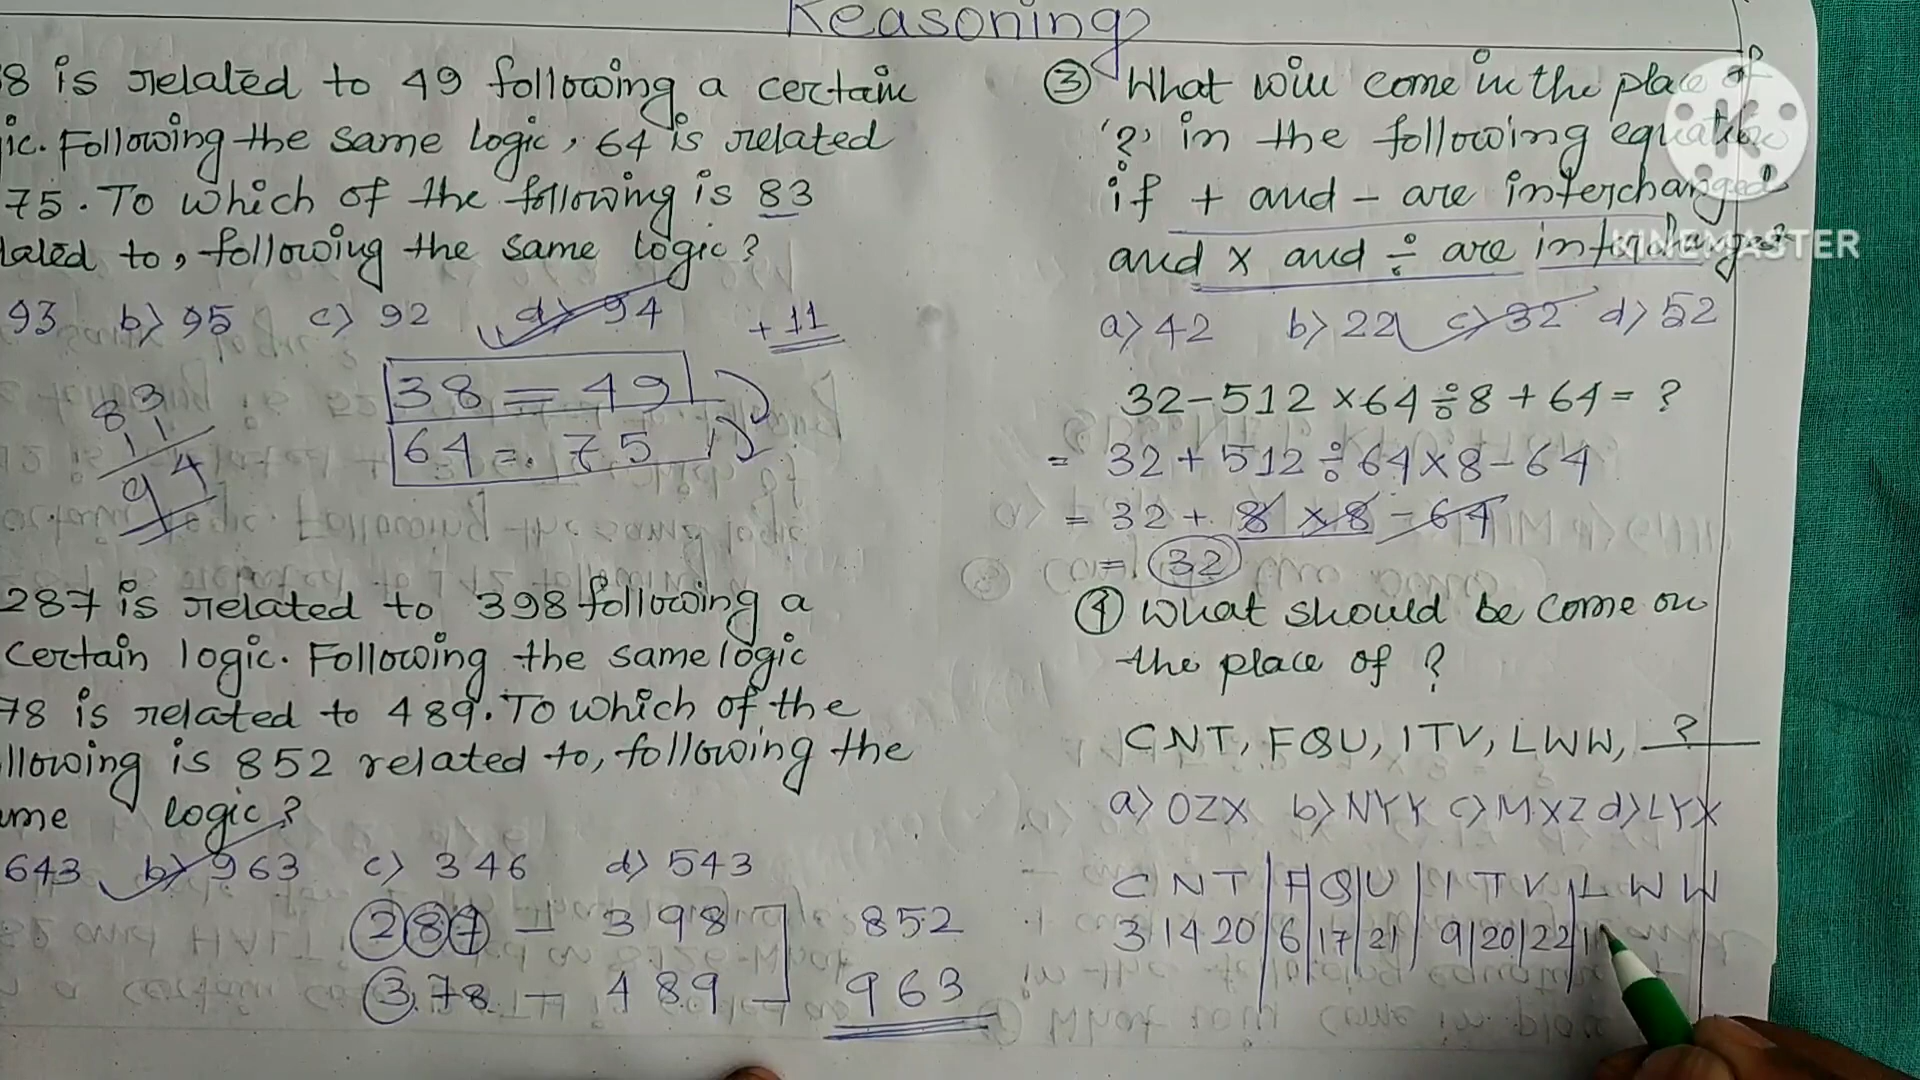 Reasoning
8 is related to 49 following a certain
ic. Following the same logic, 64 is related
75. To which of the following is 83
lated to, following the same logic?
93 b) 95 c) 92 d) 94
+11
38 = 49
64 = 75
83
11
94
287 is related to 398 following a
certain logic. Following the same logic
78 is related to 489. To which of the
llowing is 852 related to, following the
ame logic?
643 b) 963 c) 346 d) 543
287 - 398 852
378 - 489 963
③ What will come in the place of
'?' in the following equation
if + and - are interchanged
and × and ÷ are interchanged
KINEMASTER
a) 42 b) 22 c) 32 d) 52
32-512×64÷8+64=?
= 32+512÷64×8-64
= 32+8×8-64
= 32
④ What should be come on
the place of ?
CNT, FQU, ITV, LWW, ?
a) OZX b) NYX c) MXZ d) LYX
C N T F Q U I T V L W W
3 14 20 6 17 21 9 20 22 1